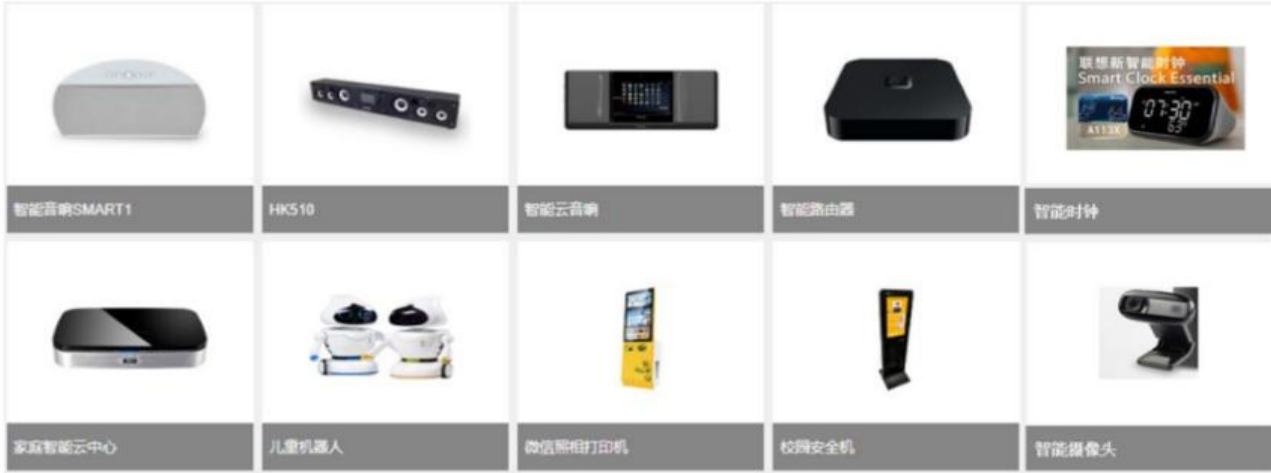 联想新智能时钟
Smart Clock Essential
07:30
A113X
智能音响SMART1
HK510
智能云音响
智能路由器
智能时钟
家庭智能云中心
儿童机器人
微信照相打印机
校园安全机
智能摄像头